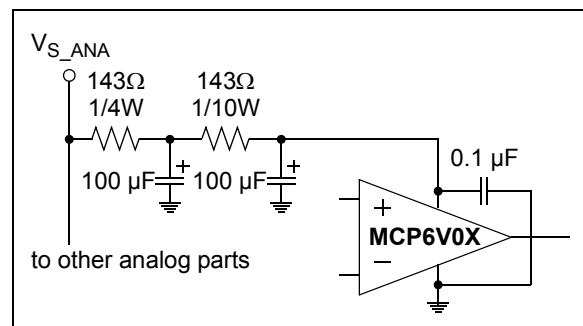 V_S_ANA
143Ω 143Ω
1/4W 1/10W
0.1 µF
100 µF 100 µF
+ +
+
MCP6V0X
−
to other analog parts